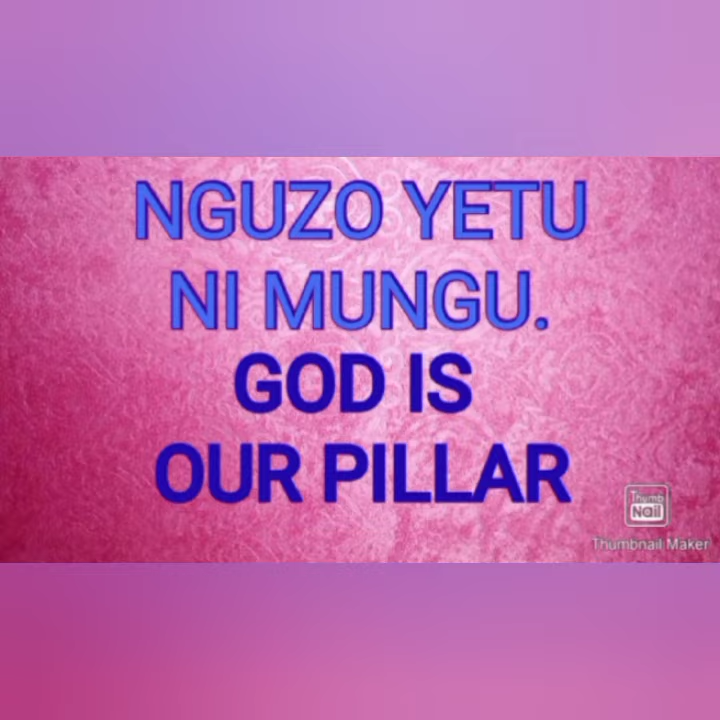 NGUZO YETU
NI MUNGU.
GOD IS
OUR PILLAR
Thumb
Nail
Thumbnail Maker